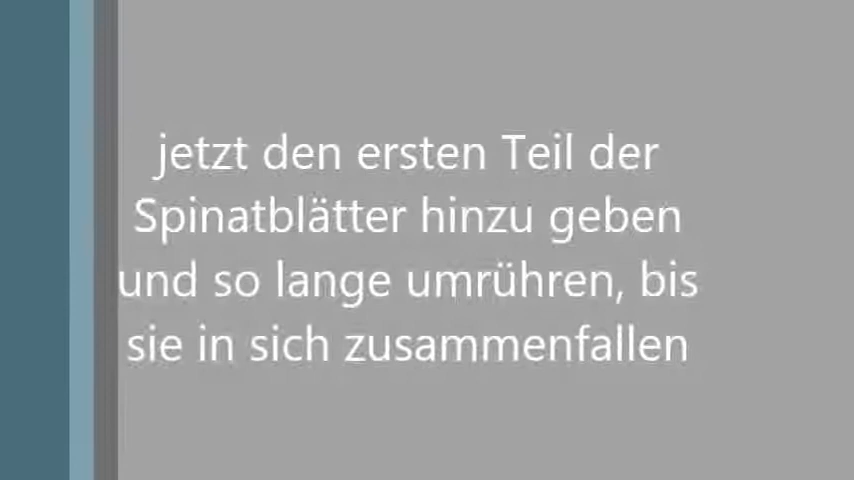 jetzt den ersten Teil der
Spinatblätter hinzu geben
und so lange umrühren, bis
sie in sich zusammenfallen